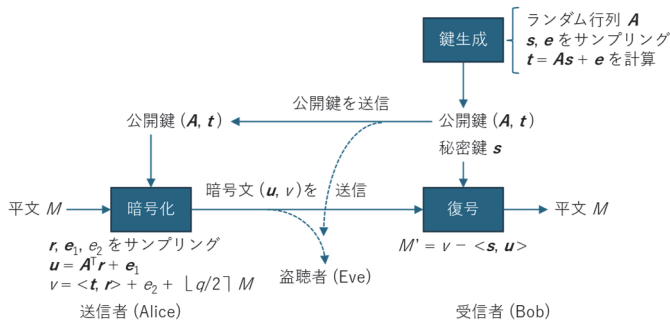 鍵生成
ランダム行列 A
s, e をサンプリング
t = As + e を計算
公開鍵を送信
公開鍵 (A, t)
公開鍵 (A, t)
秘密鍵 s
平文 M
暗号化
暗号文 (u, v)を 送信
復号
平文 M
r, e₁, e₂ をサンプリング
u = Aᵀr + e₁
v = <t, r> + e₂ + ⌊q/2⌉ M
M' = v − <s, u>
盗聴者 (Eve)
送信者 (Alice)
受信者 (Bob)